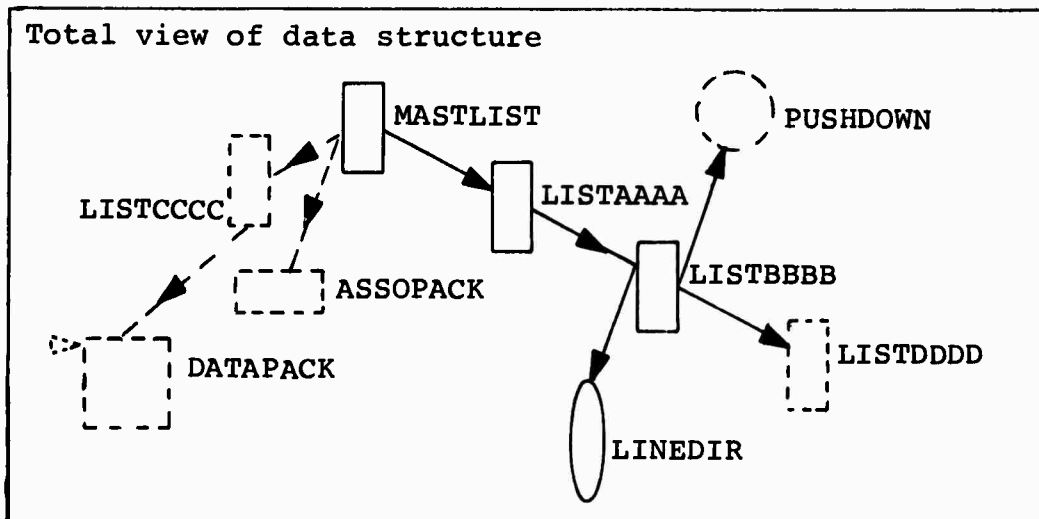 Total view of data structure
MASTLIST
PUSHDOWN
LISTAAAA
LISTCCCC
LISTBBBB
ASSOPACK
LISTDDDD
DATAPACK
LINEDIR